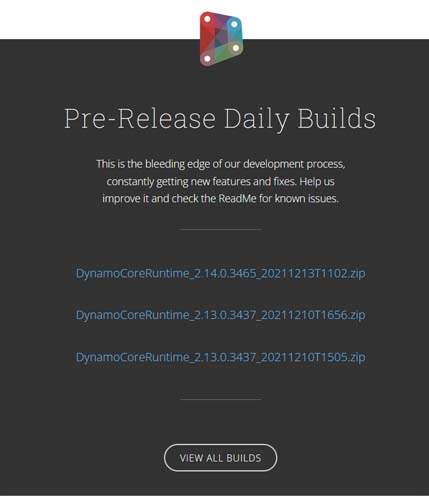 Pre-Release Daily Builds
This is the bleeding edge of our development process,
constantly getting new features and fixes. Help us
improve it and check the ReadMe for known issues.
DynamoCoreRuntime_2.14.0.3465_20211213T1102.zip
DynamoCoreRuntime_2.13.0.3437_20211210T1656.zip
DynamoCoreRuntime_2.13.0.3437_20211210T1505.zip
VIEW ALL BUILDS